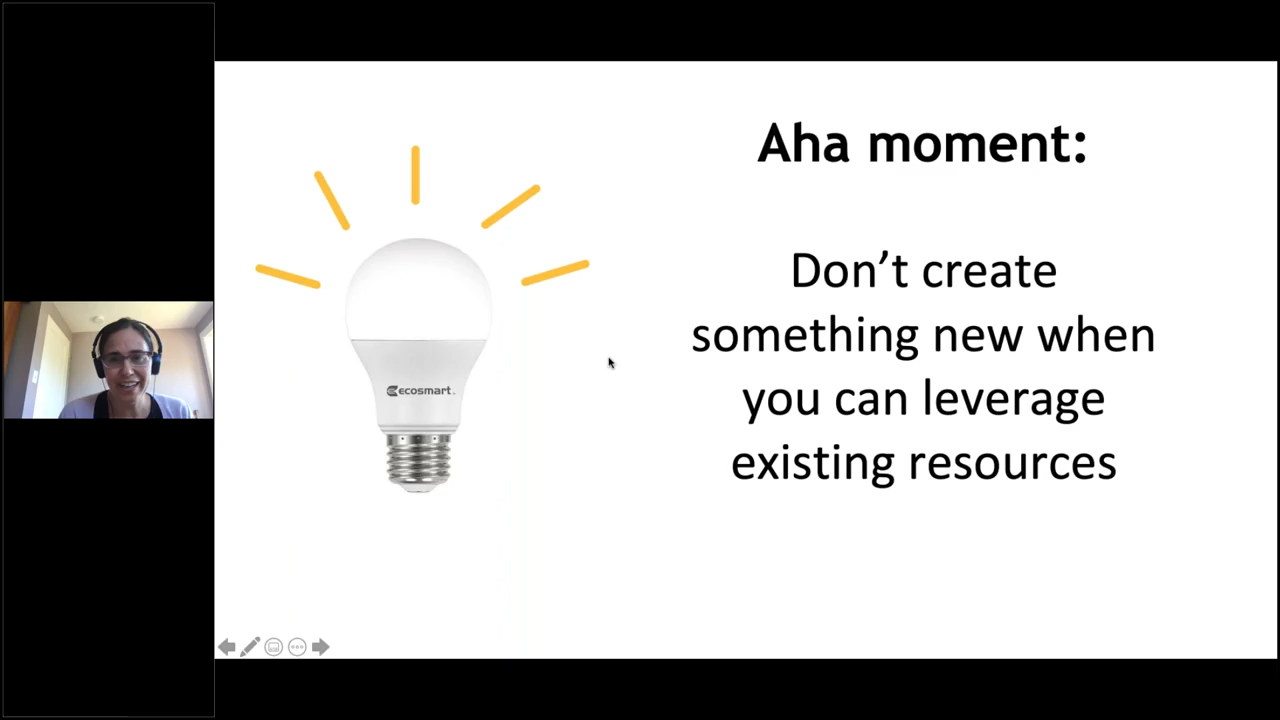 Aha moment:
Don’t create
something new when
you can leverage
existing resources
ecosmart